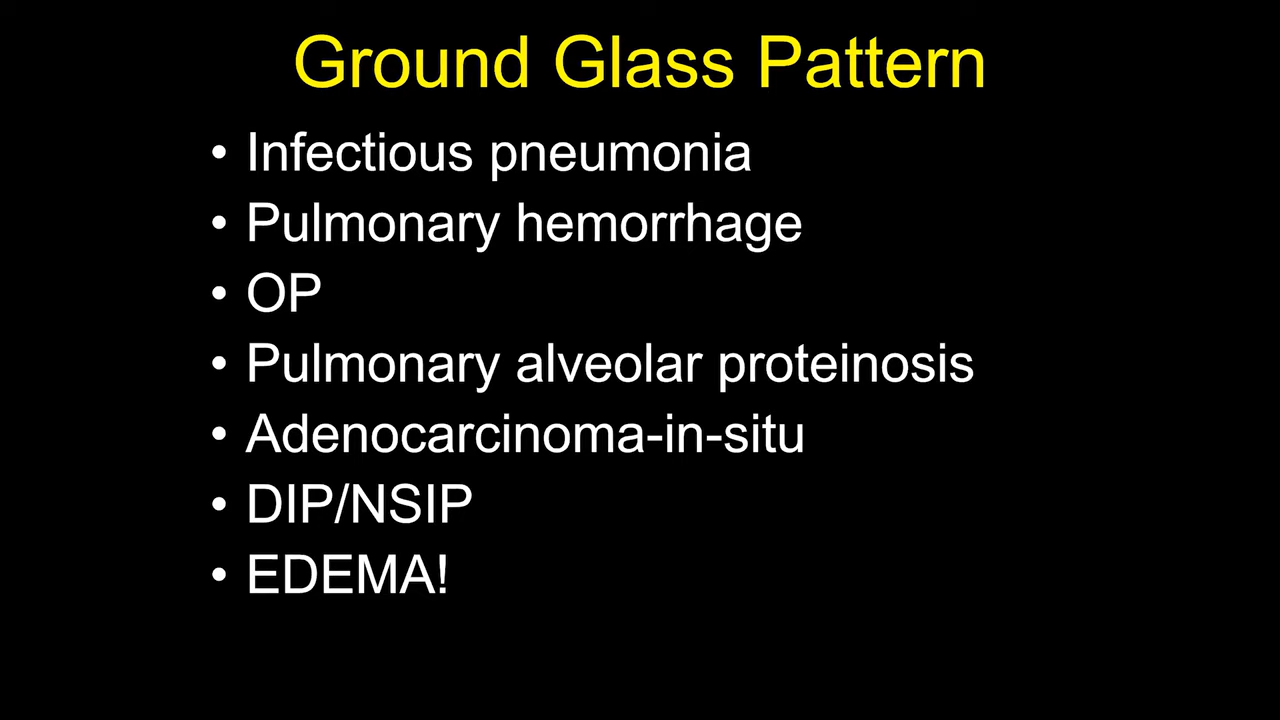 Ground Glass Pattern
• Infectious pneumonia
• Pulmonary hemorrhage
• OP
• Pulmonary alveolar proteinosis
• Adenocarcinoma-in-situ
• DIP/NSIP
• EDEMA!